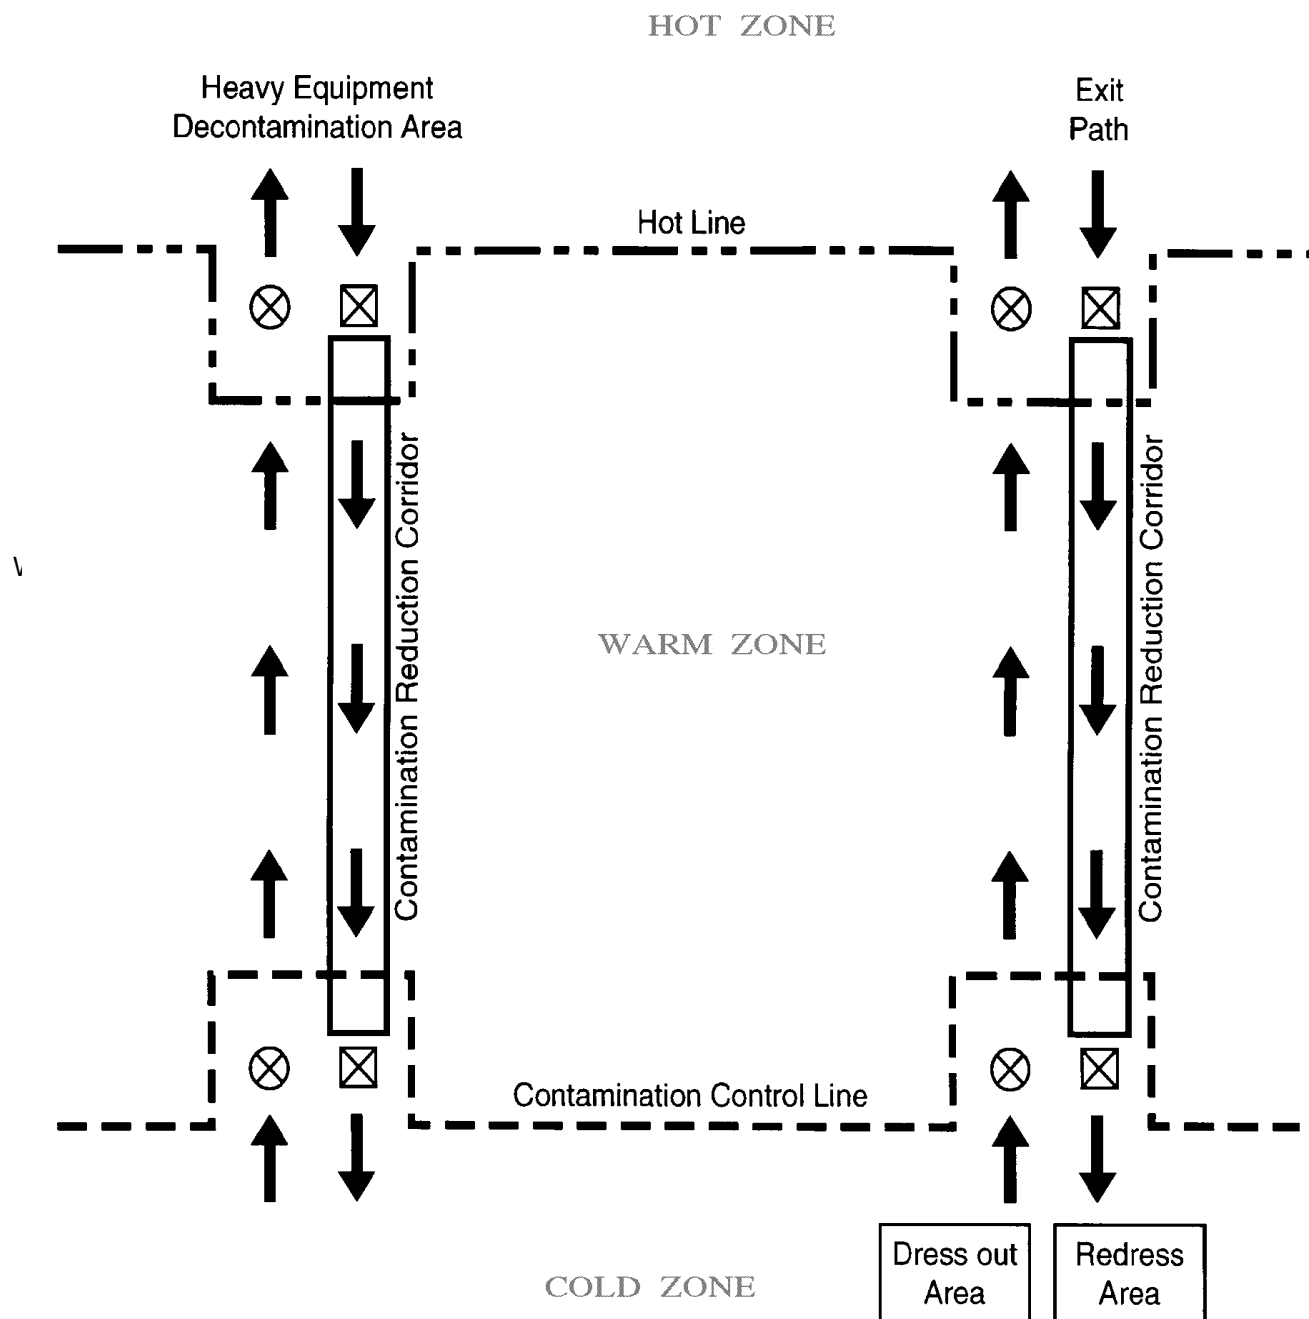 HOT ZONE
Heavy Equipment
Decontamination Area
Exit
Path
Hot Line
Contamination Reduction Corridor
Contamination Reduction Corridor
WARM ZONE
Contamination Control Line
Dress out
Area
Redress
Area
COLD ZONE